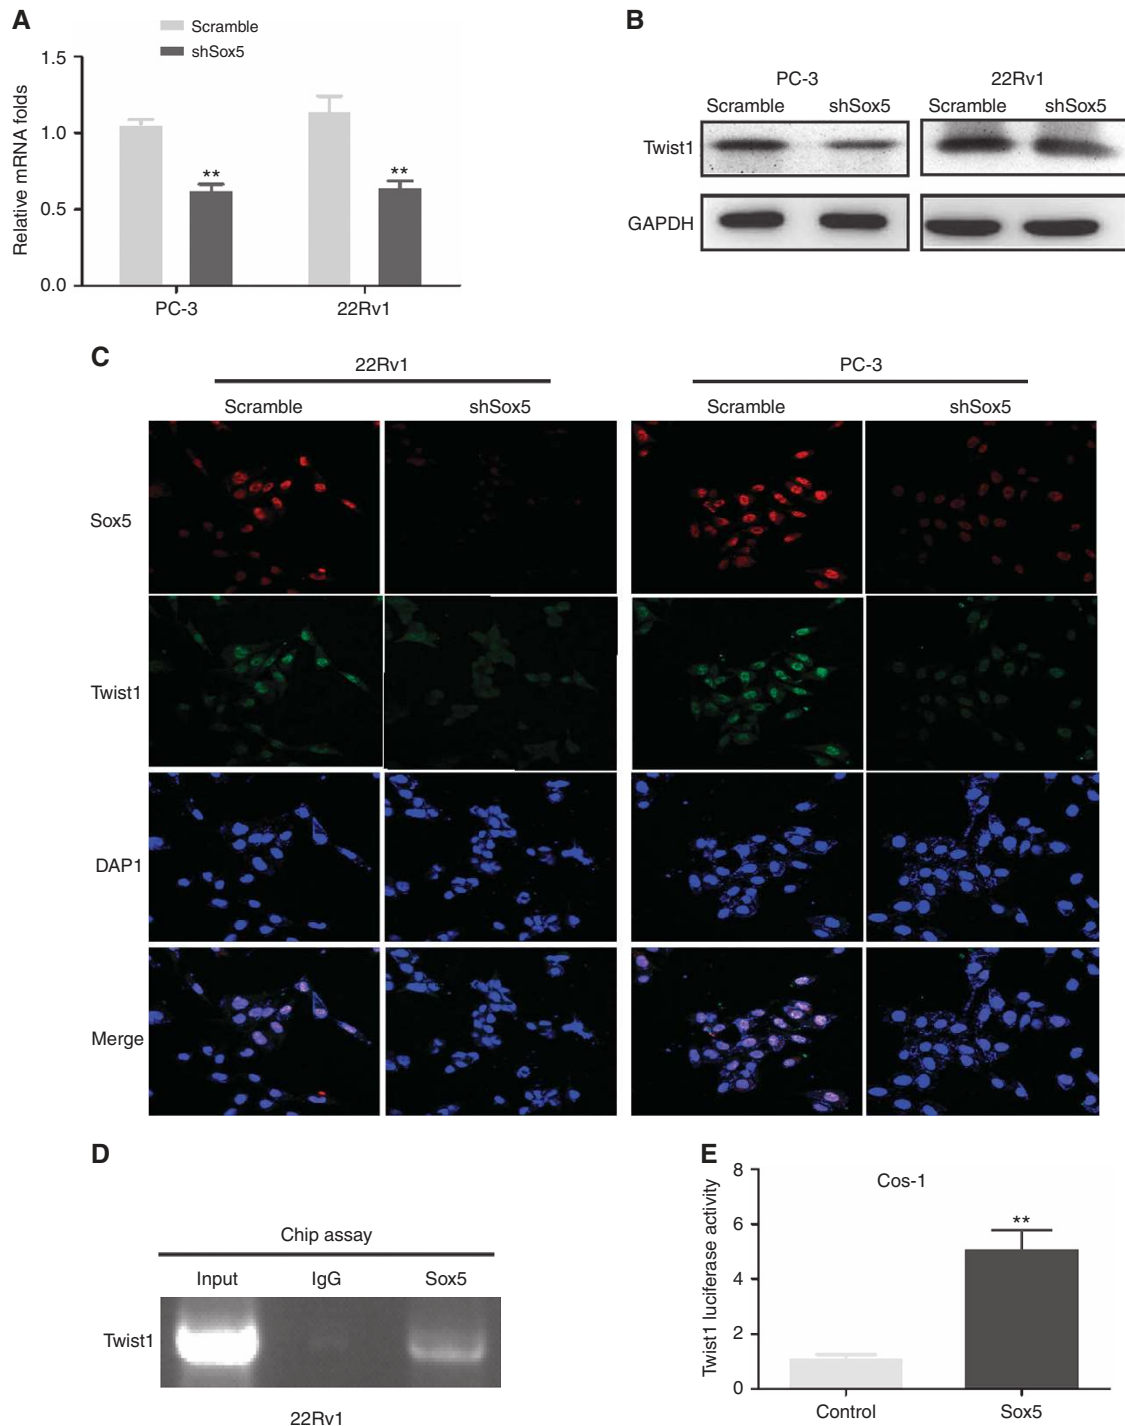 A
Scramble
shSox5
Relative mRNA folds
1.5
1.0
0.5
0.0
**
**
PC-3
22Rv1
B
PC-3
22Rv1
Scramble
shSox5
Scramble
shSox5
Twist1
GAPDH
C
22Rv1
PC-3
Scramble
shSox5
Scramble
shSox5
Sox5
Twist1
DAP1
Merge
D
Chip assay
Input
IgG
Sox5
Twist1
22Rv1
E
Cos-1
Twist1 luciferase activity
8
6
4
2
0
**
Control
Sox5